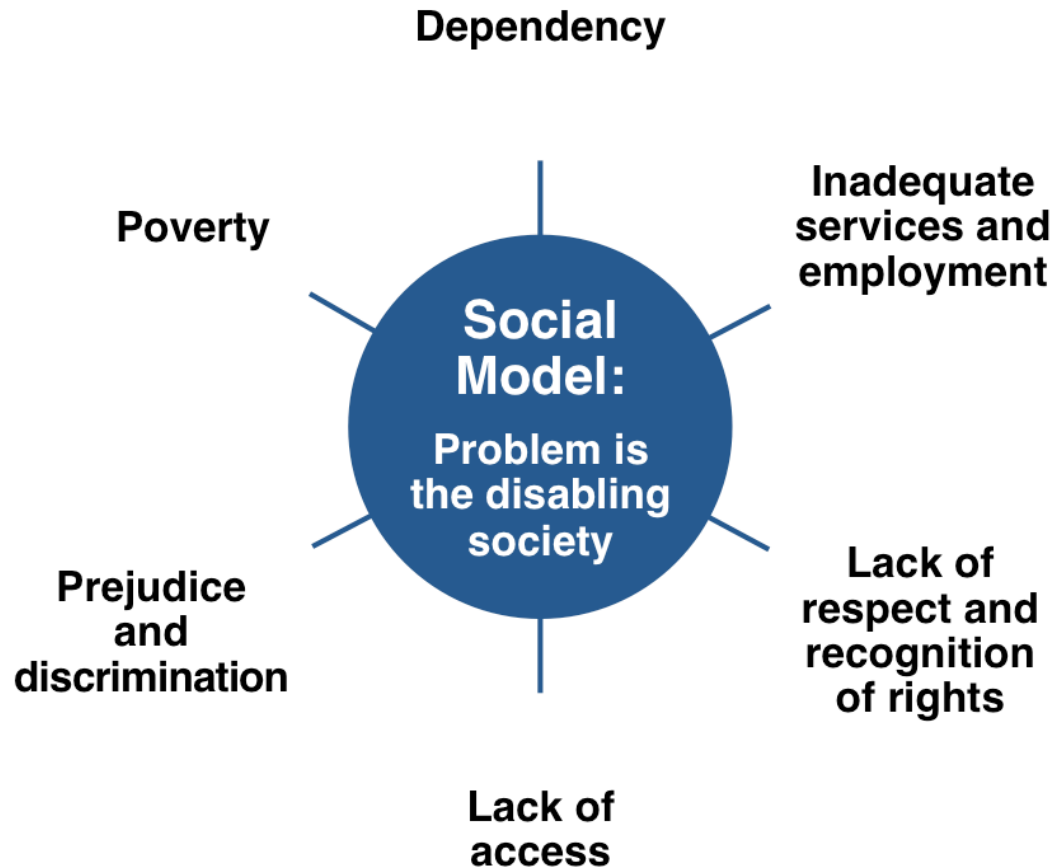 Dependency
Inadequate
services and
employment
Poverty
Social
Model:
Problem is
the disabling
society
Lack of
respect and
recognition
of rights
Prejudice
and
discrimination
Lack of
access